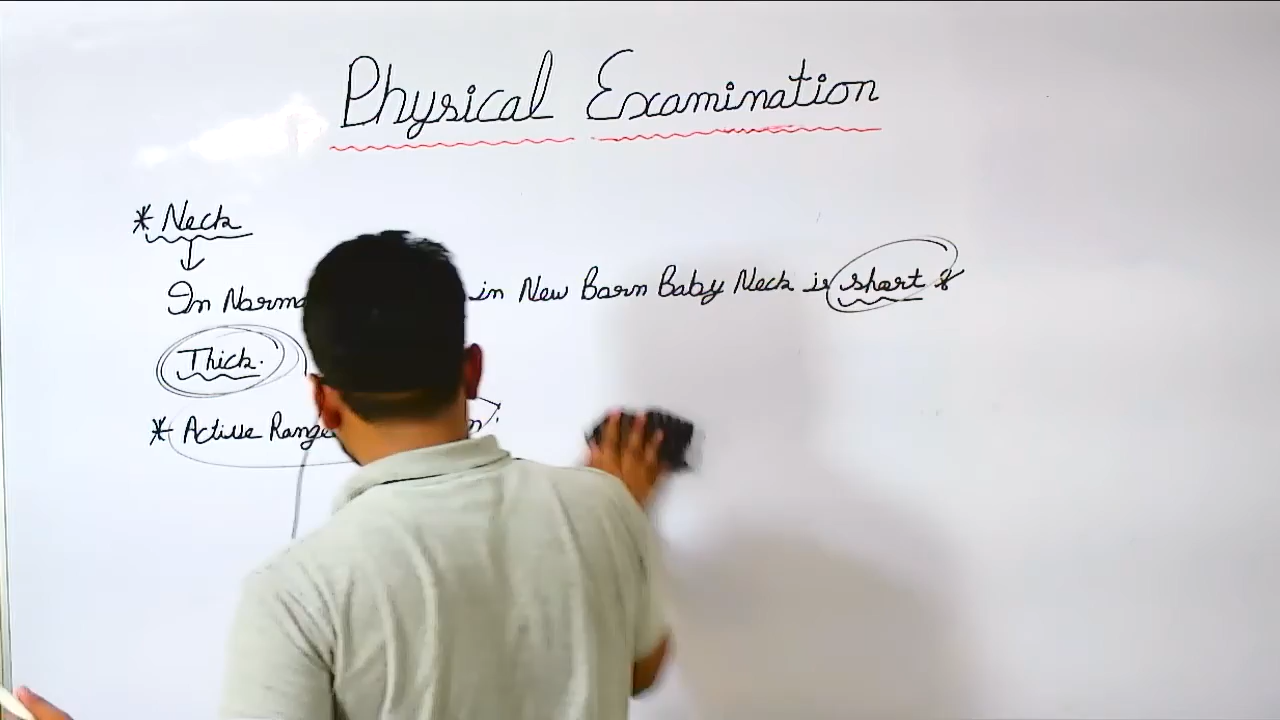 Physical Examination
* Neck
In Norma in New Born Baby Neck is short &
Thick.
* Active Range